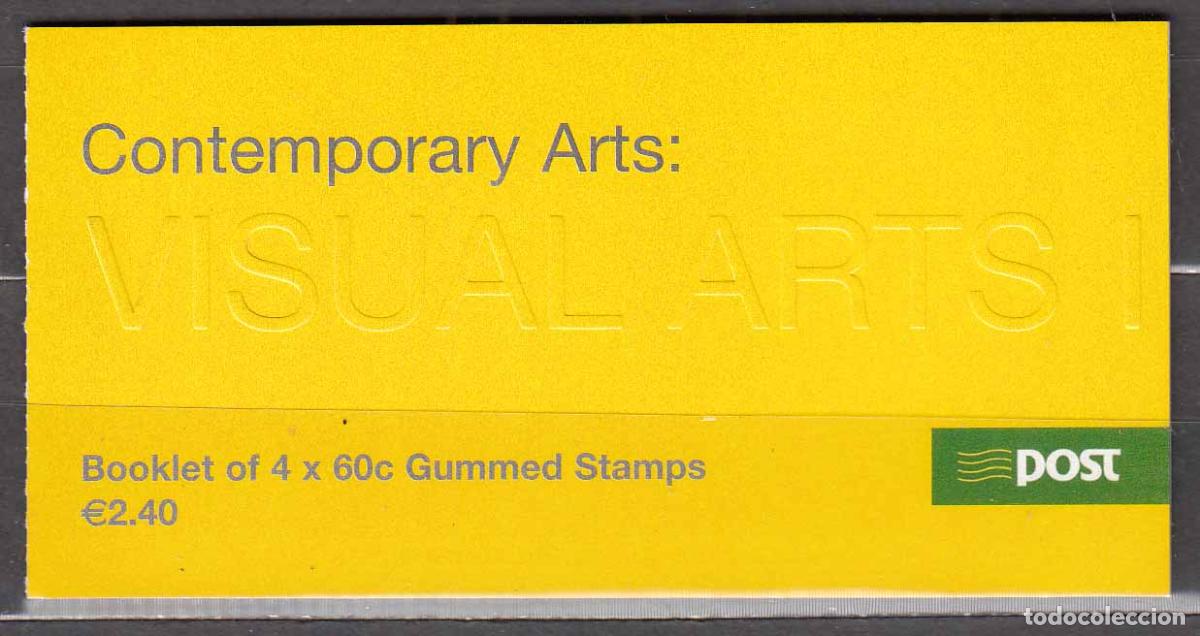 Contemporary Arts:
VISUAL ARTS I
Booklet of 4 x 60c Gummed Stamps
€2.40
post
todocoleccion